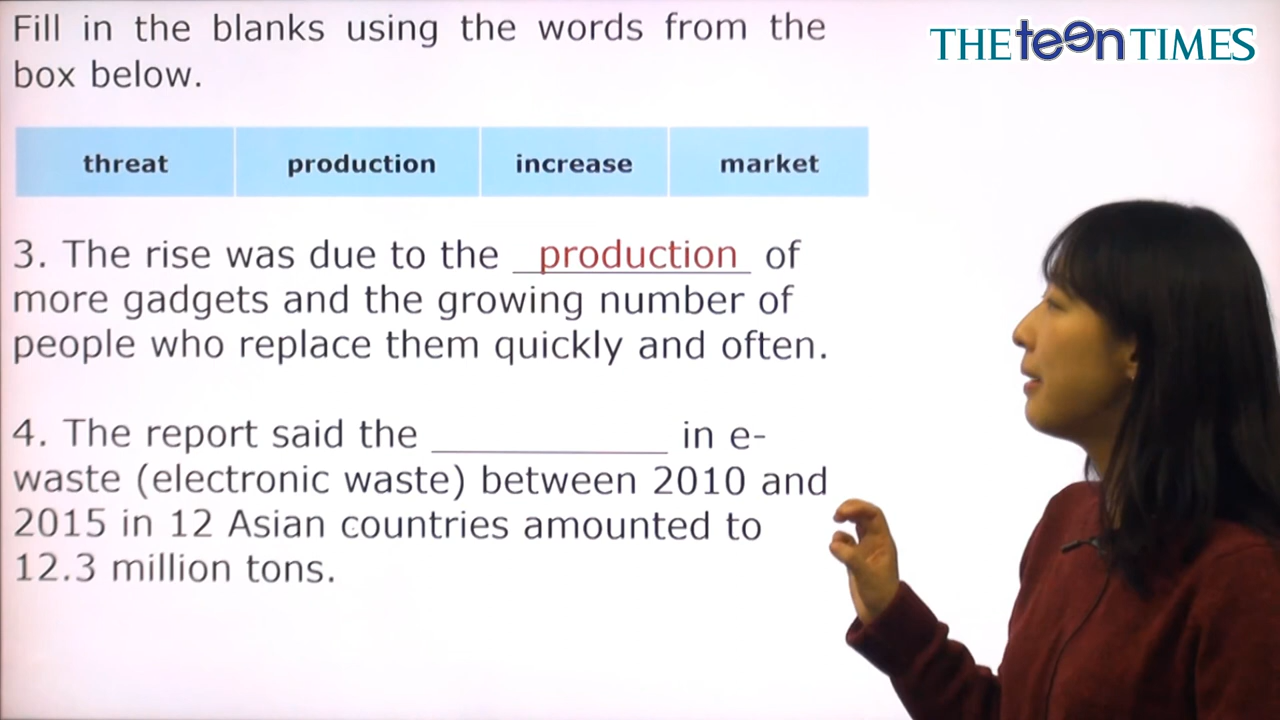 Fill in the blanks using the words from the
box below.
THE teen TIMES
threat production increase market
3. The rise was due to the production of
more gadgets and the growing number of
people who replace them quickly and often.
4. The report said the ____________ in e-
waste (electronic waste) between 2010 and
2015 in 12 Asian countries amounted to
12.3 million tons.